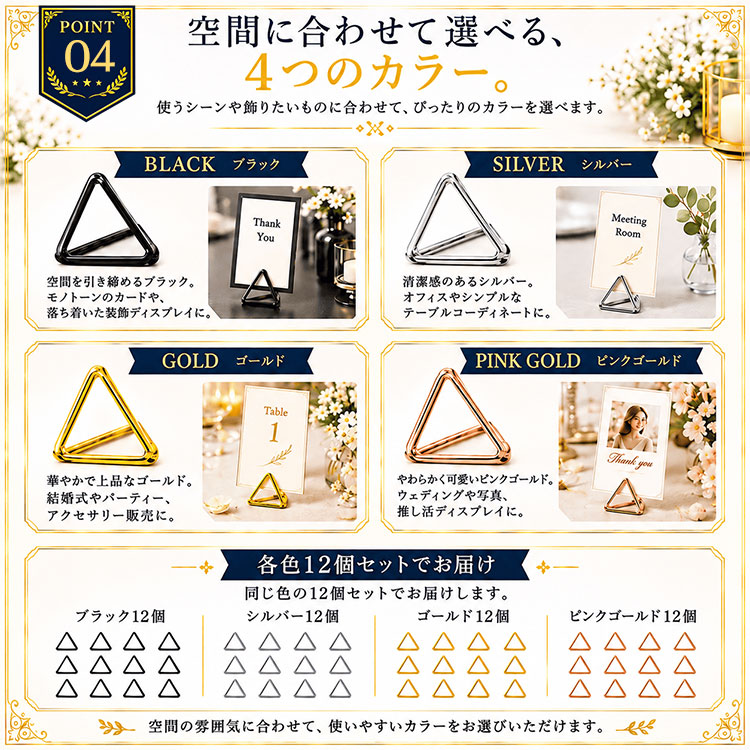 POINT
04
空間に合わせて選べる、
4つのカラー。
使うシーンや飾りたいものに合わせて、ぴったりのカラーを選べます。
BLACK ブラック
Thank
You
空間を引き締めるブラック。
モノトーンのカードや、
落ち着いた装飾ディスプレイに。
SILVER シルバー
Meeting
Room
清潔感のあるシルバー。
オフィスやシンプルな
テーブルコーディネートに。
GOLD ゴールド
Table
1
華やかで上品なゴールド。
結婚式やパーティー、
アクセサリー販売に。
PINK GOLD ピンクゴールド
Thank you
やわらかく可愛いピンクゴールド。
ウェディングや写真、
推し活ディスプレイに。
各色12個セットでお届け
同じ色の12個セットでお届けします。
ブラック12個
シルバー12個
ゴールド12個
ピンクゴールド12個
空間の雰囲気に合わせて、使いやすいカラーをお選びいただけます。